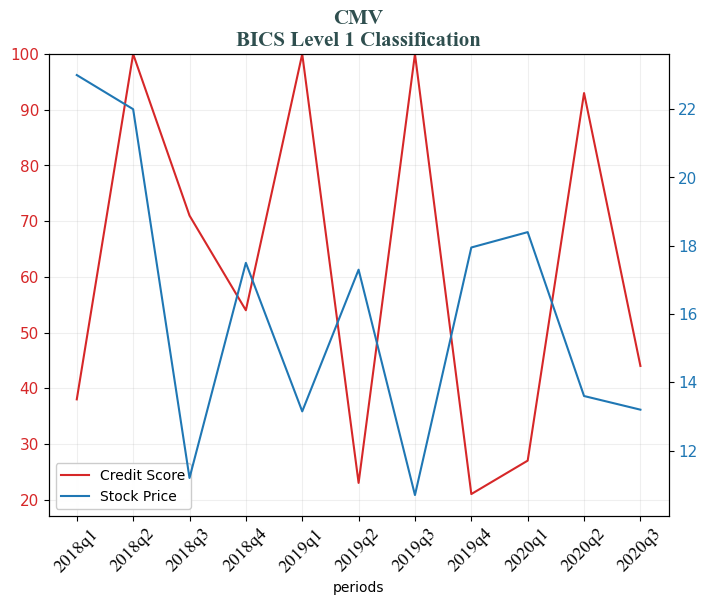 CMV
BICS Level 1 Classification
100
90
80
70
60
50
40
30
20
22
20
18
16
14
12
Credit Score
Stock Price
2018q1
2018q2
2018q3
2018q4
2019q1
2019q2
2019q3
2019q4
2020q1
2020q2
2020q3
periods